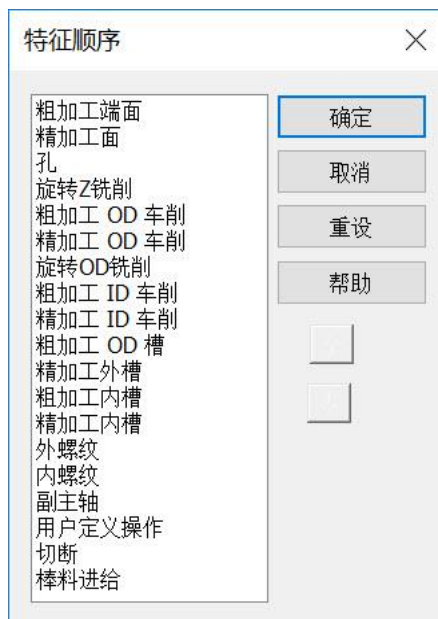 特征顺序
粗加工端面
精加工面
孔
旋转Z铣削
粗加工 OD 车削
精加工 OD 车削
旋转OD铣削
粗加工 ID 车削
精加工 ID 车削
粗加工 OD 槽
精加工外槽
粗加工内槽
精加工内槽
外螺纹
内螺纹
副主轴
用户定义操作
切断
棒料进给
确定
取消
重设
帮助